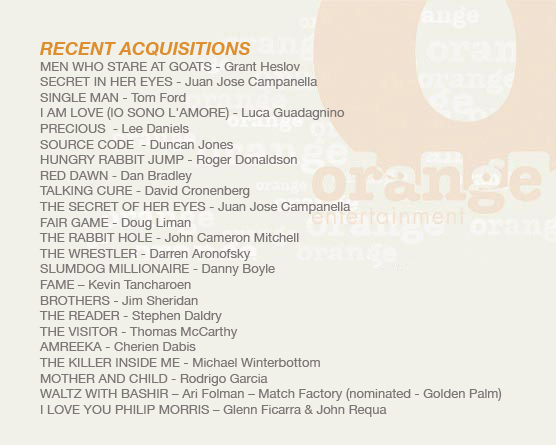 RECENT ACQUISITIONS
MEN WHO STARE AT GOATS - Grant Heslov
SECRET IN HER EYES - Juan Jose Campanella
SINGLE MAN - Tom Ford
I AM LOVE (IO SONO L'AMORE) - Luca Guadagnino
PRECIOUS - Lee Daniels
SOURCE CODE - Duncan Jones
HUNGRY RABBIT JUMP - Roger Donaldson
RED DAWN - Dan Bradley
TALKING CURE - David Cronenberg
THE SECRET OF HER EYES - Juan Jose Campanella
FAIR GAME - Doug Liman
THE RABBIT HOLE - John Cameron Mitchell
THE WRESTLER - Darren Aronofsky
SLUMDOG MILLIONAIRE - Danny Boyle
FAME – Kevin Tancharoen
BROTHERS - Jim Sheridan
THE READER - Stephen Daldry
THE VISITOR - Thomas McCarthy
AMREEKA - Cherien Dabis
THE KILLER INSIDE ME - Michael Winterbottom
MOTHER AND CHILD - Rodrigo Garcia
WALTZ WITH BASHIR – Ari Folman – Match Factory (nominated - Golden Palm)
I LOVE YOU PHILIP MORRIS – Glenn Ficarra & John Requa
orange
entertainment